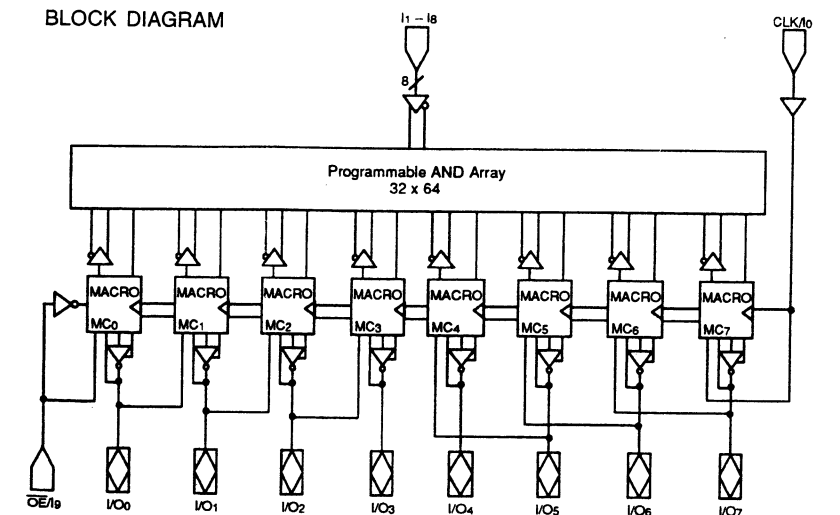 BLOCK DIAGRAM
I1 – I8
CLK/I0
8
Programmable AND Array
32 x 64
MACRO MACRO MACRO MACRO MACRO MACRO MACRO MACRO
MC0 MC1 MC2 MC3 MC4 MC5 MC6 MC7
OE/I9 I/O0 I/O1 I/O2 I/O3 I/O4 I/O5 I/O6 I/O7